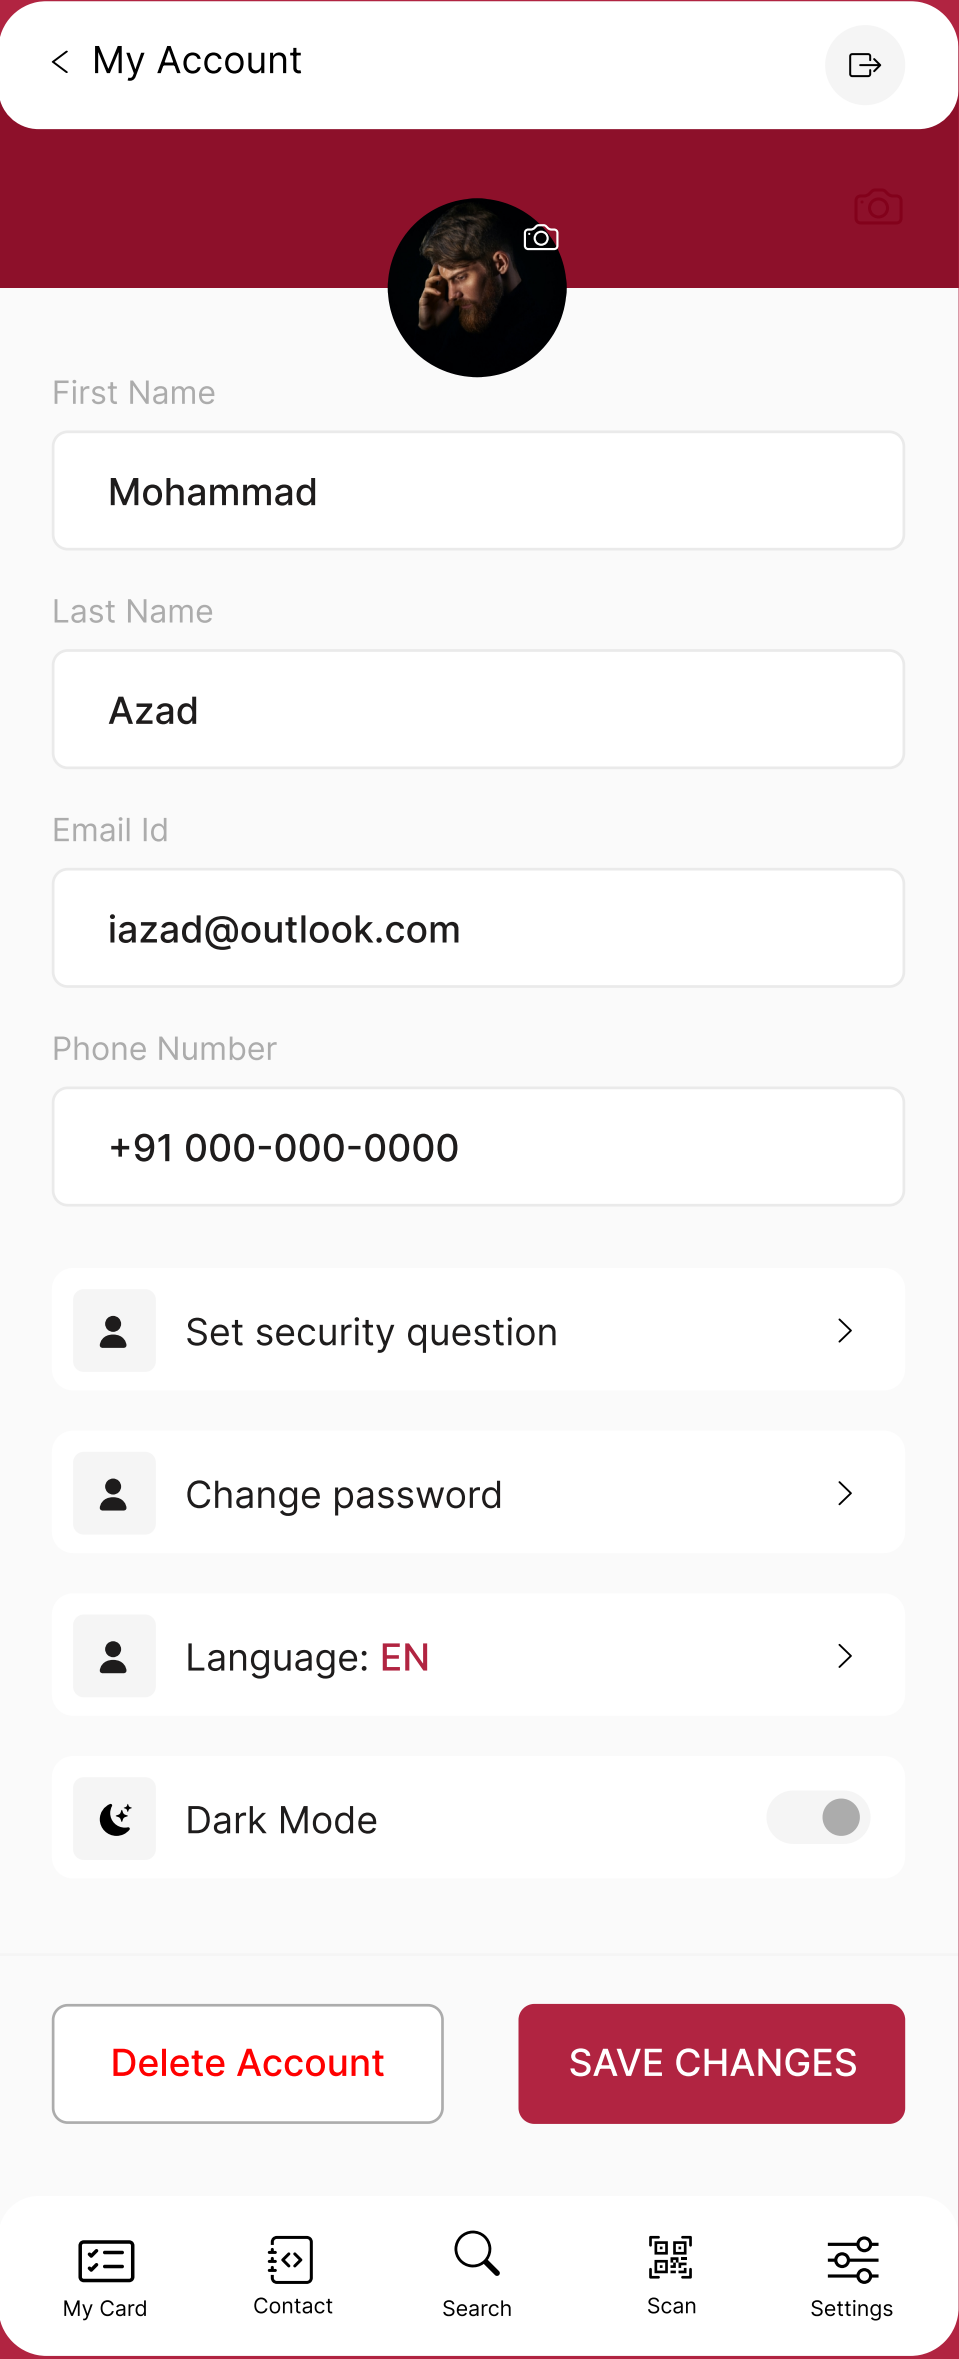 My Account
First Name
Mohammad
Last Name
Azad
Email Id
iazad@outlook.com
Phone Number
+91 000-000-0000
Set security question
Change password
Language: EN
Dark Mode
Delete Account
SAVE CHANGES
My Card
Contact
Search
Scan
Settings